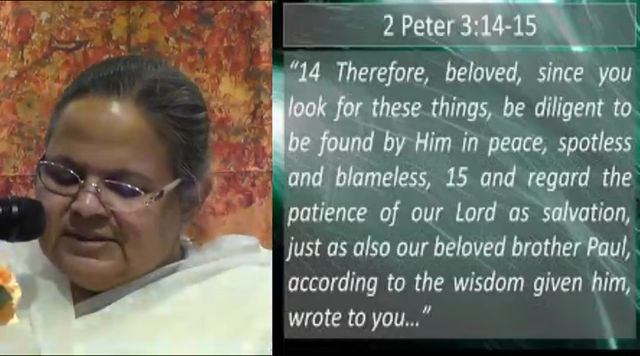 2 Peter 3:14-15
“14 Therefore, beloved, since you
look for these things, be diligent to
be found by Him in peace, spotless
and blameless, 15 and regard the
patience of our Lord as salvation,
just as also our beloved brother Paul,
according to the wisdom given him,
wrote to you...”